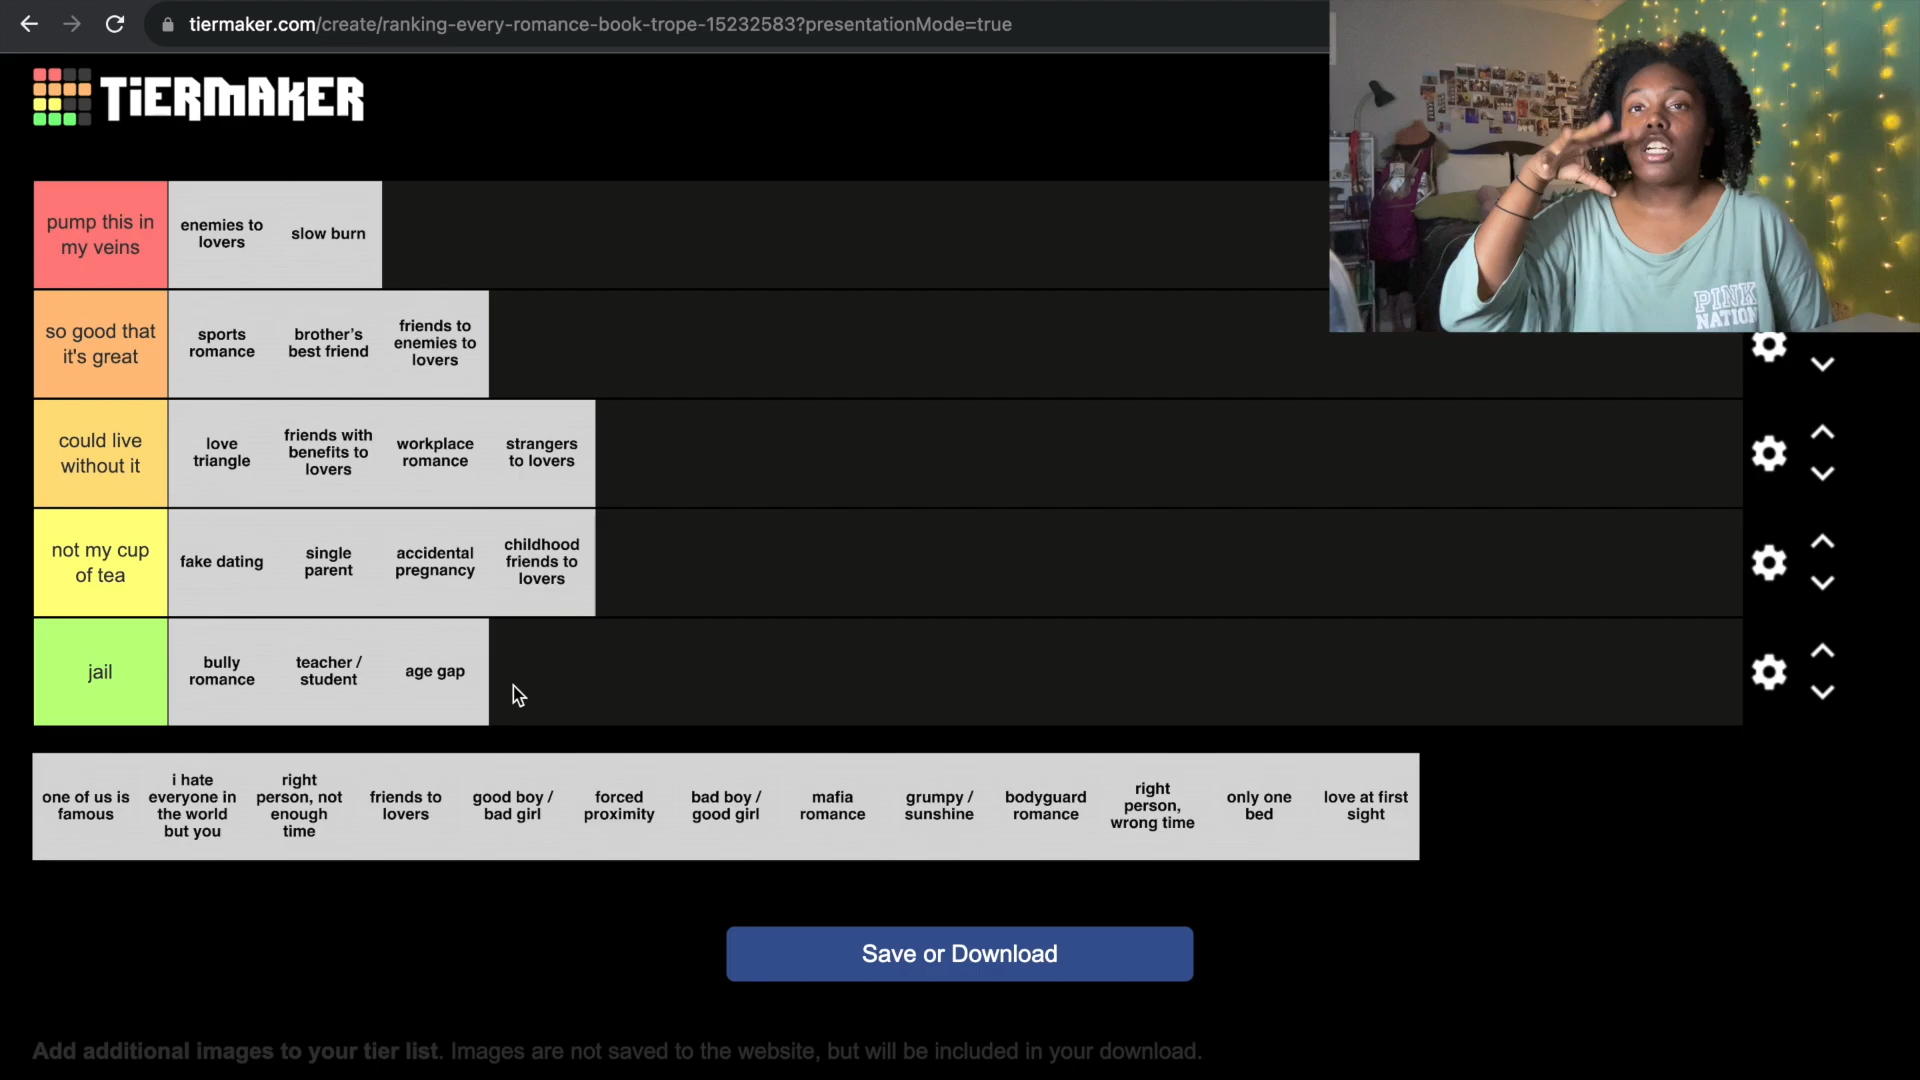 tiermaker.com/create/ranking-every-romance-book-trope-15232583?presentationMode=true
TiERMAKER
pump this in
my veins
enemies to
lovers
slow burn
so good that
it's great
sports
romance
brother’s
best friend
friends to
enemies to
lovers
could live
without it
love
triangle
friends with
benefits to
lovers
workplace
romance
strangers
to lovers
not my cup
of tea
fake dating
single
parent
accidental
pregnancy
childhood
friends to
lovers
jail
bully
romance
teacher /
student
age gap
one of us is
famous
i hate
everyone in
the world
but you
right
person, not
enough
time
friends to
lovers
good boy /
bad girl
forced
proximity
bad boy /
good girl
mafia
romance
grumpy /
sunshine
bodyguard
romance
right
person,
wrong time
only one
bed
love at first
sight
Save or Download
Add additional images to your tier list. Images are not saved to the website, but will be included in your download.
PINK
NATION